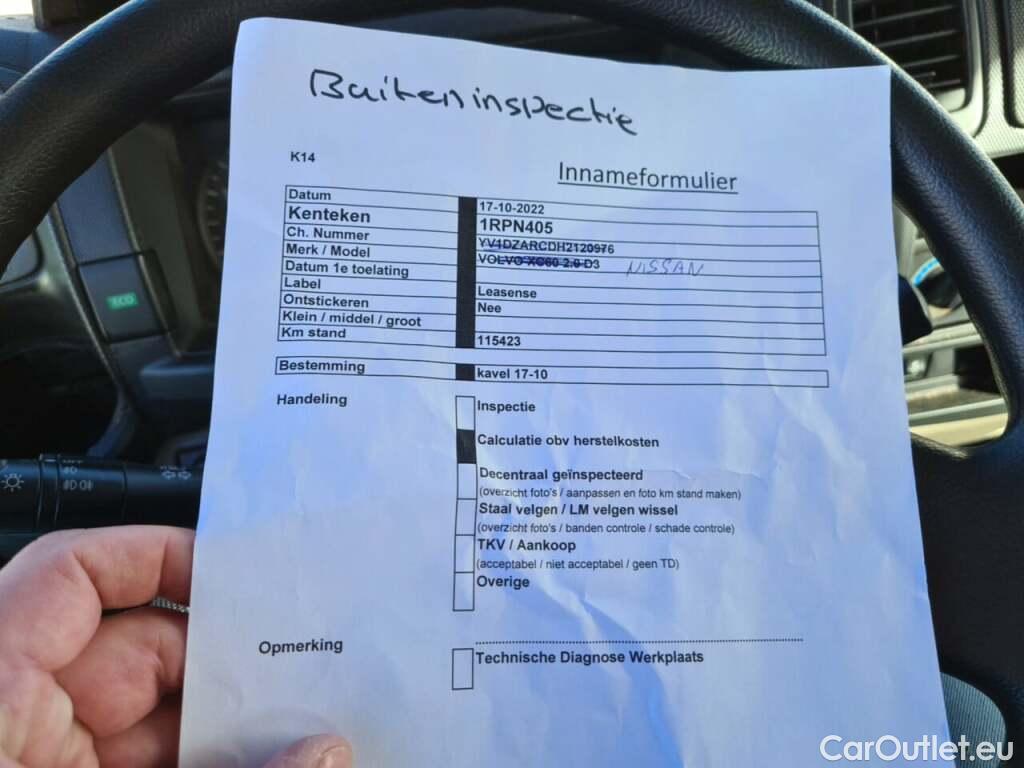 Buiteninspectie
K14
Innameformulier
Datum 17-10-2022
Kenteken 1RPN405
Ch. Nummer YV1DZARCDH2120976
Merk / Model VOLVO XC60 2.0 D3 NISSAN
Datum 1e toelating
Label Leasense
Ontstickeren Nee
Klein / middel / groot
Km stand 115423
Bestemming kavel 17-10
Handeling Inspectie
Calculatie obv herstelkosten
Decentraal geïnspecteerd
(overzicht foto's / aanpassen en foto km stand maken)
Staal velgen / LM velgen wissel
(overzicht foto's / banden controle / schade controle)
TKV / Aankoop
(acceptabel / niet acceptabel / geen TD)
Overige
Opmerking
Technische Diagnose Werkplaats
ECO
CarOutlet.eu